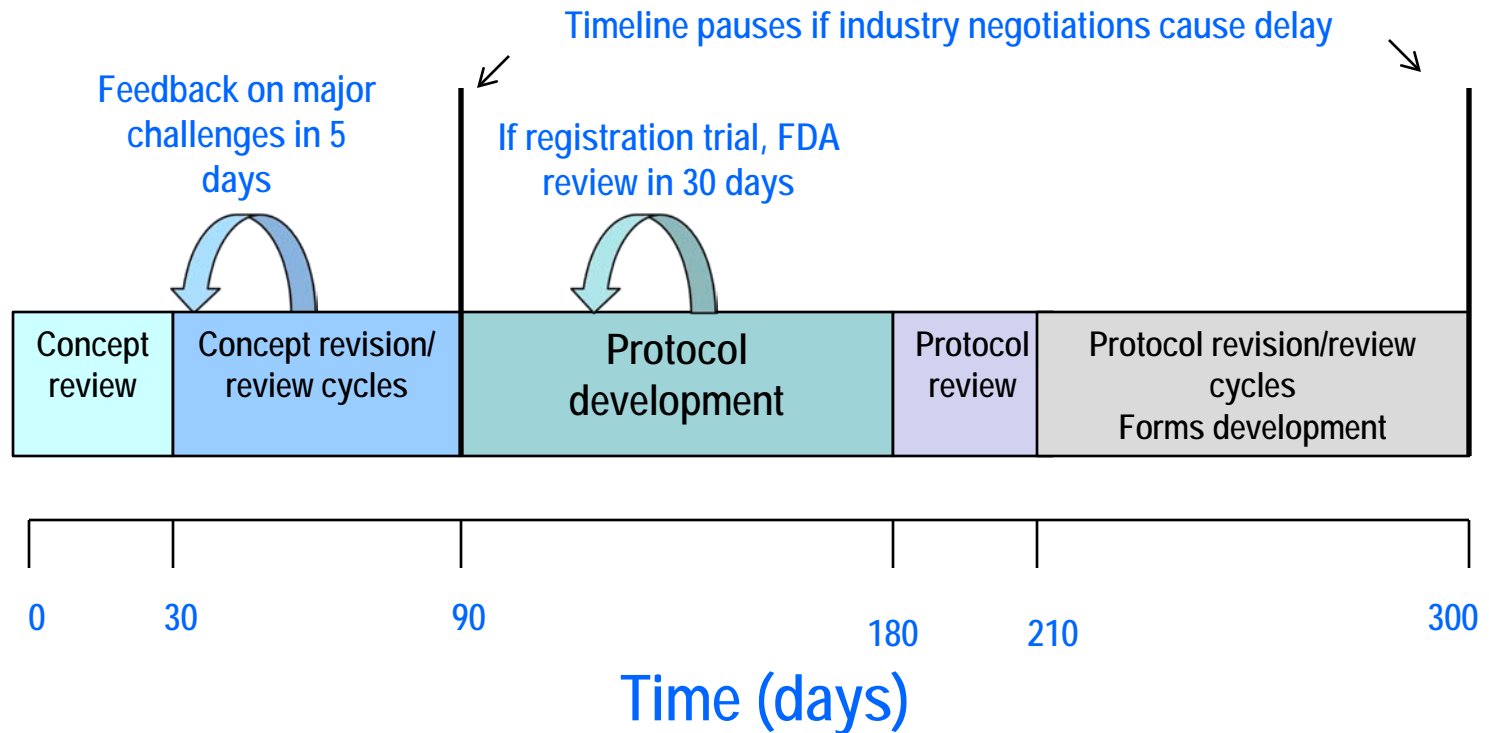 Timeline pauses if industry negotiations cause delay
Feedback on major
challenges in 5
days
If registration trial, FDA
review in 30 days
Concept
review
Concept revision/
review cycles
Protocol
development
Protocol
review
Protocol revision/review
cycles
Forms development
0
30
90
180
210
300
Time (days)